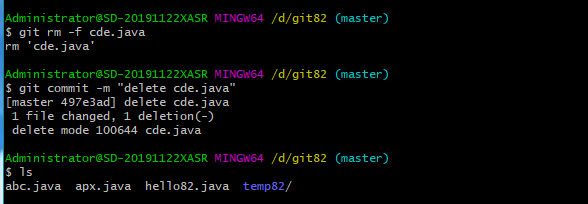 Administrator@SD-20191122XASR MINGW64 /d/git82 (master)
$ git rm -f cde.java
rm 'cde.java'
Administrator@SD-20191122XASR MINGW64 /d/git82 (master)
$ git commit -m "delete cde.java"
[master 497e3ad] delete cde.java
 1 file changed, 1 deletion(-)
 delete mode 100644 cde.java
Administrator@SD-20191122XASR MINGW64 /d/git82 (master)
$ ls
abc.java  apx.java  hello82.java  temp82/